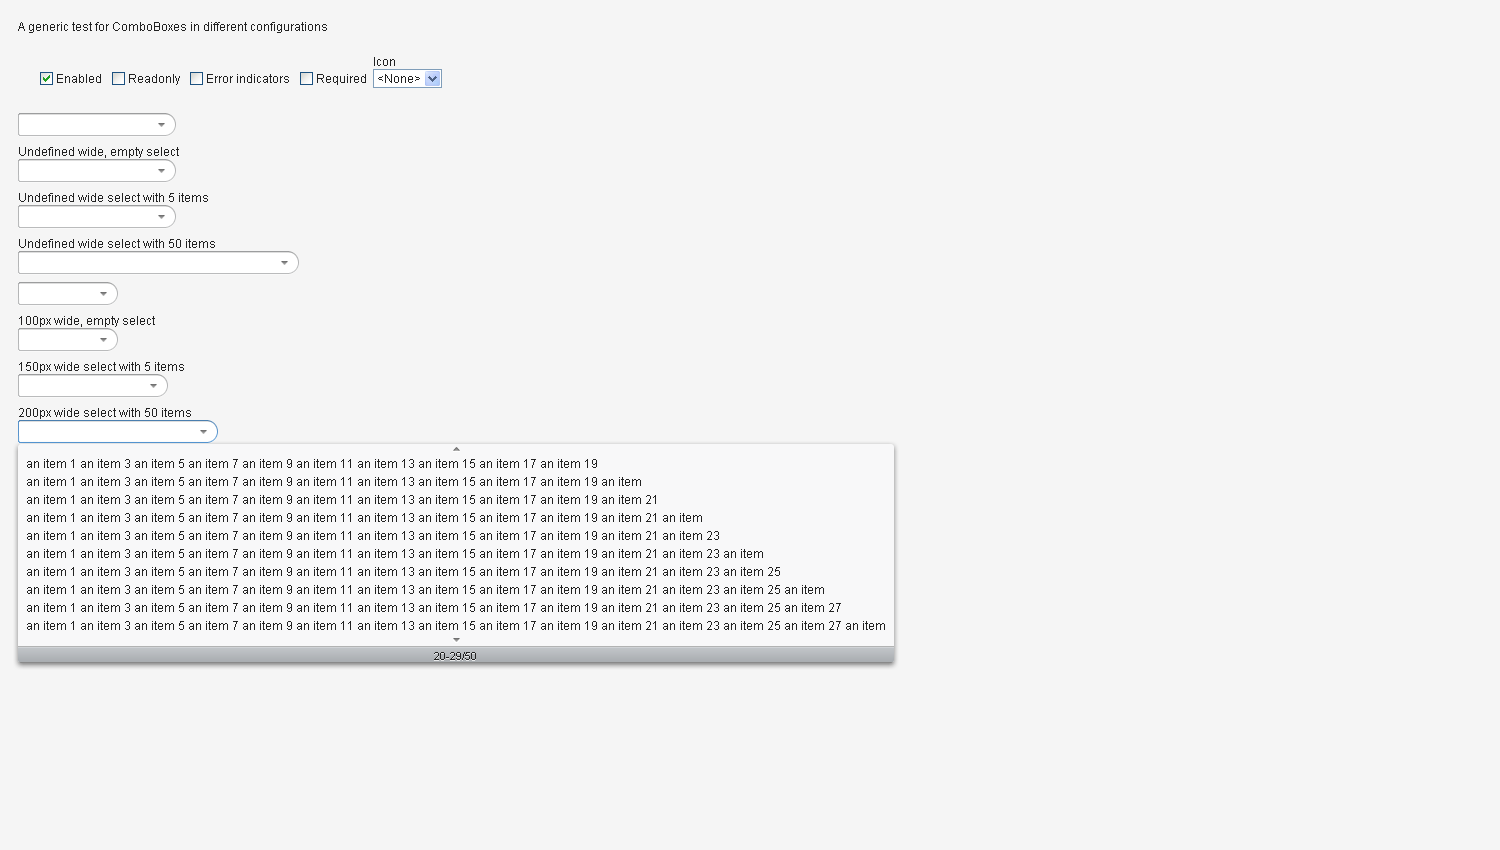 A generic test for ComboBoxes in different configurations
Icon
Enabled Readonly Error indicators Required <None>
Undefined wide, empty select
Undefined wide select with 5 items
Undefined wide select with 50 items
100px wide, empty select
150px wide select with 5 items
200px wide select with 50 items
an item 1 an item 3 an item 5 an item 7 an item 9 an item 11 an item 13 an item 15 an item 17 an item 19
an item 1 an item 3 an item 5 an item 7 an item 9 an item 11 an item 13 an item 15 an item 17 an item 19 an item
an item 1 an item 3 an item 5 an item 7 an item 9 an item 11 an item 13 an item 15 an item 17 an item 19 an item 21
an item 1 an item 3 an item 5 an item 7 an item 9 an item 11 an item 13 an item 15 an item 17 an item 19 an item 21 an item
an item 1 an item 3 an item 5 an item 7 an item 9 an item 11 an item 13 an item 15 an item 17 an item 19 an item 21 an item 23
an item 1 an item 3 an item 5 an item 7 an item 9 an item 11 an item 13 an item 15 an item 17 an item 19 an item 21 an item 23 an item
an item 1 an item 3 an item 5 an item 7 an item 9 an item 11 an item 13 an item 15 an item 17 an item 19 an item 21 an item 23 an item 25
an item 1 an item 3 an item 5 an item 7 an item 9 an item 11 an item 13 an item 15 an item 17 an item 19 an item 21 an item 23 an item 25 an item
an item 1 an item 3 an item 5 an item 7 an item 9 an item 11 an item 13 an item 15 an item 17 an item 19 an item 21 an item 23 an item 25 an item 27
an item 1 an item 3 an item 5 an item 7 an item 9 an item 11 an item 13 an item 15 an item 17 an item 19 an item 21 an item 23 an item 25 an item 27 an item
20-29/50